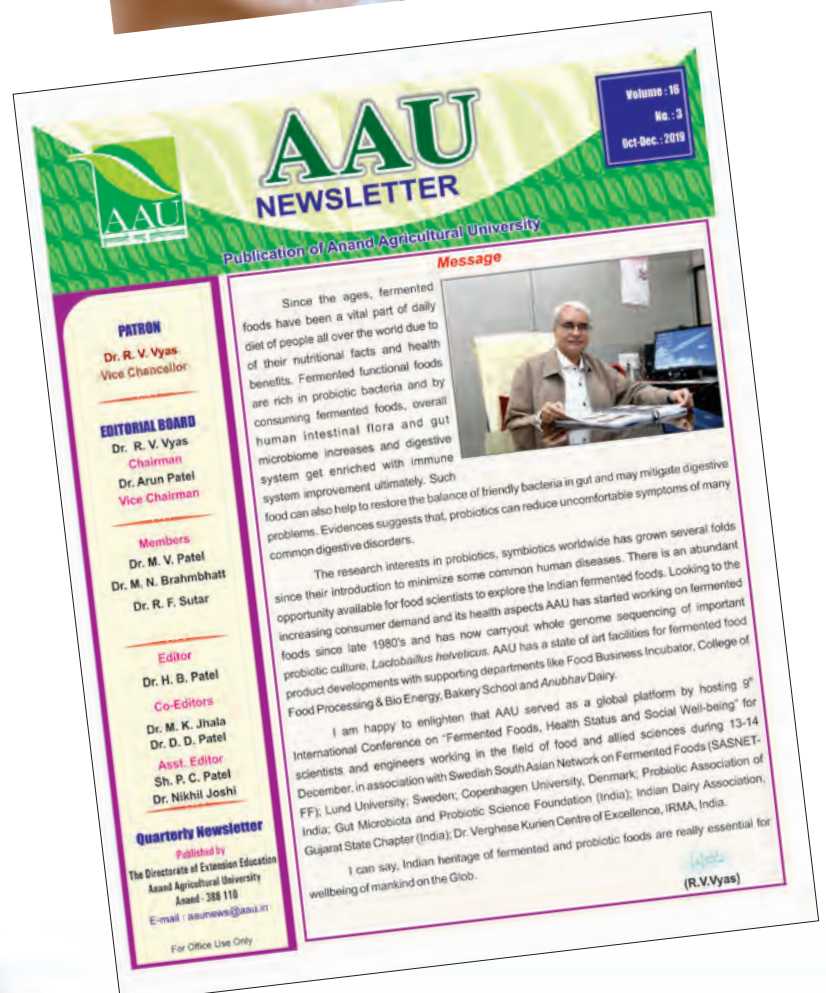 AAU
NEWSLETTER
Volume : 16
No. : 3
Oct-Dec. : 2019
AAU
Publication of Anand Agricultural University
PATRON
Dr. R. V. Vyas
Vice Chancellor
EDITORIAL BOARD
Dr. R. V. Vyas
Chairman
Dr. Arun Patel
Vice Chairman
Members
Dr. M. V. Patel
Dr. M. N. Brahmbhatt
Dr. R. F. Sutar
Editor
Dr. H. B. Patel
Co-Editors
Dr. M. K. Jhala
Dr. D. D. Patel
Asst. Editor
Sh. P. C. Patel
Dr. Nikhil Joshi
Quarterly Newsletter
Published by
The Directorate of Extension Education
Anand Agricultural University
Anand - 388 110
E-mail : aaunews@aau.in
For Office Use Only
Message
Since the ages, fermented
foods have been a vital part of daily
diet of people all over the world due to
of their nutritional facts and health
benefits. Fermented functional foods
are rich in probiotic bacteria and by
consuming fermented foods, overall
human intestinal flora and gut
microbiome increases and digestive
system get enriched with immune
system improvement ultimately. Such
food can also help to restore the balance of friendly bacteria in gut and may mitigate digestive
problems. Evidences suggests that, probiotics can reduce uncomfortable symptoms of many
common digestive disorders.
The research interests in probiotics, symbiotics worldwide has grown several folds
since their introduction to minimize some common human diseases. There is an abundant
opportunity available for food scientists to explore the Indian fermented foods. Looking to the
increasing consumer demand and its health aspects AAU has started working on fermented
foods since late 1980's and has now carryout whole genome sequencing of important
probiotic culture, Lactobaillus helveticus. AAU has a state of art facilities for fermented food
product developments with supporting departments like Food Business Incubator, College of
Food Processing & Bio Energy, Bakery School and Anubhav Dairy.
I am happy to enlighten that AAU served as a global platform by hosting 9th
International Conference on "Fermented Foods, Health Status and Social Well-being" for
scientists and engineers working in the field of food and allied sciences during 13-14
December, in association with Swedish South Asian Network on Fermented Foods (SASNET-
FF); Lund University; Sweden; Copenhagen University, Denmark; Probiotic Association of
India; Gut Microbiota and Probiotic Science Foundation (India); Indian Dairy Association,
Gujarat State Chapter (India); Dr. Verghese Kurien Centre of Excellence, IRMA, India.
I can say, Indian heritage of fermented and probiotic foods are really essential for
wellbeing of mankind on the Glob.
(R.V.Vyas)